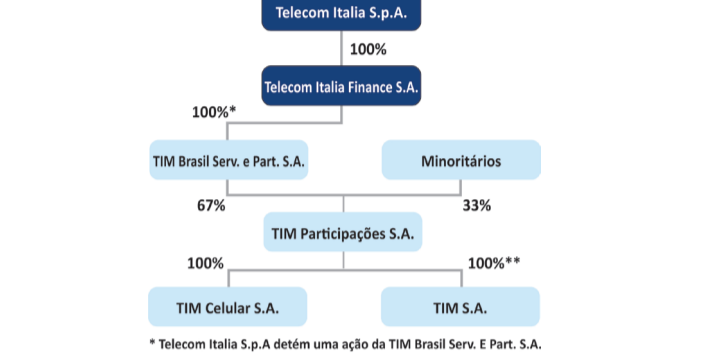 Telecom Italia S.p.A.
100%
Telecom Italia Finance S.A.
100%*
TIM Brasil Serv. e Part. S.A.
Minoritários
67%
33%
TIM Participações S.A.
100%
100%**
TIM Celular S.A.
TIM S.A.
* Telecom Italia S.p.A detém uma ação da TIM Brasil Serv. E Part. S.A.